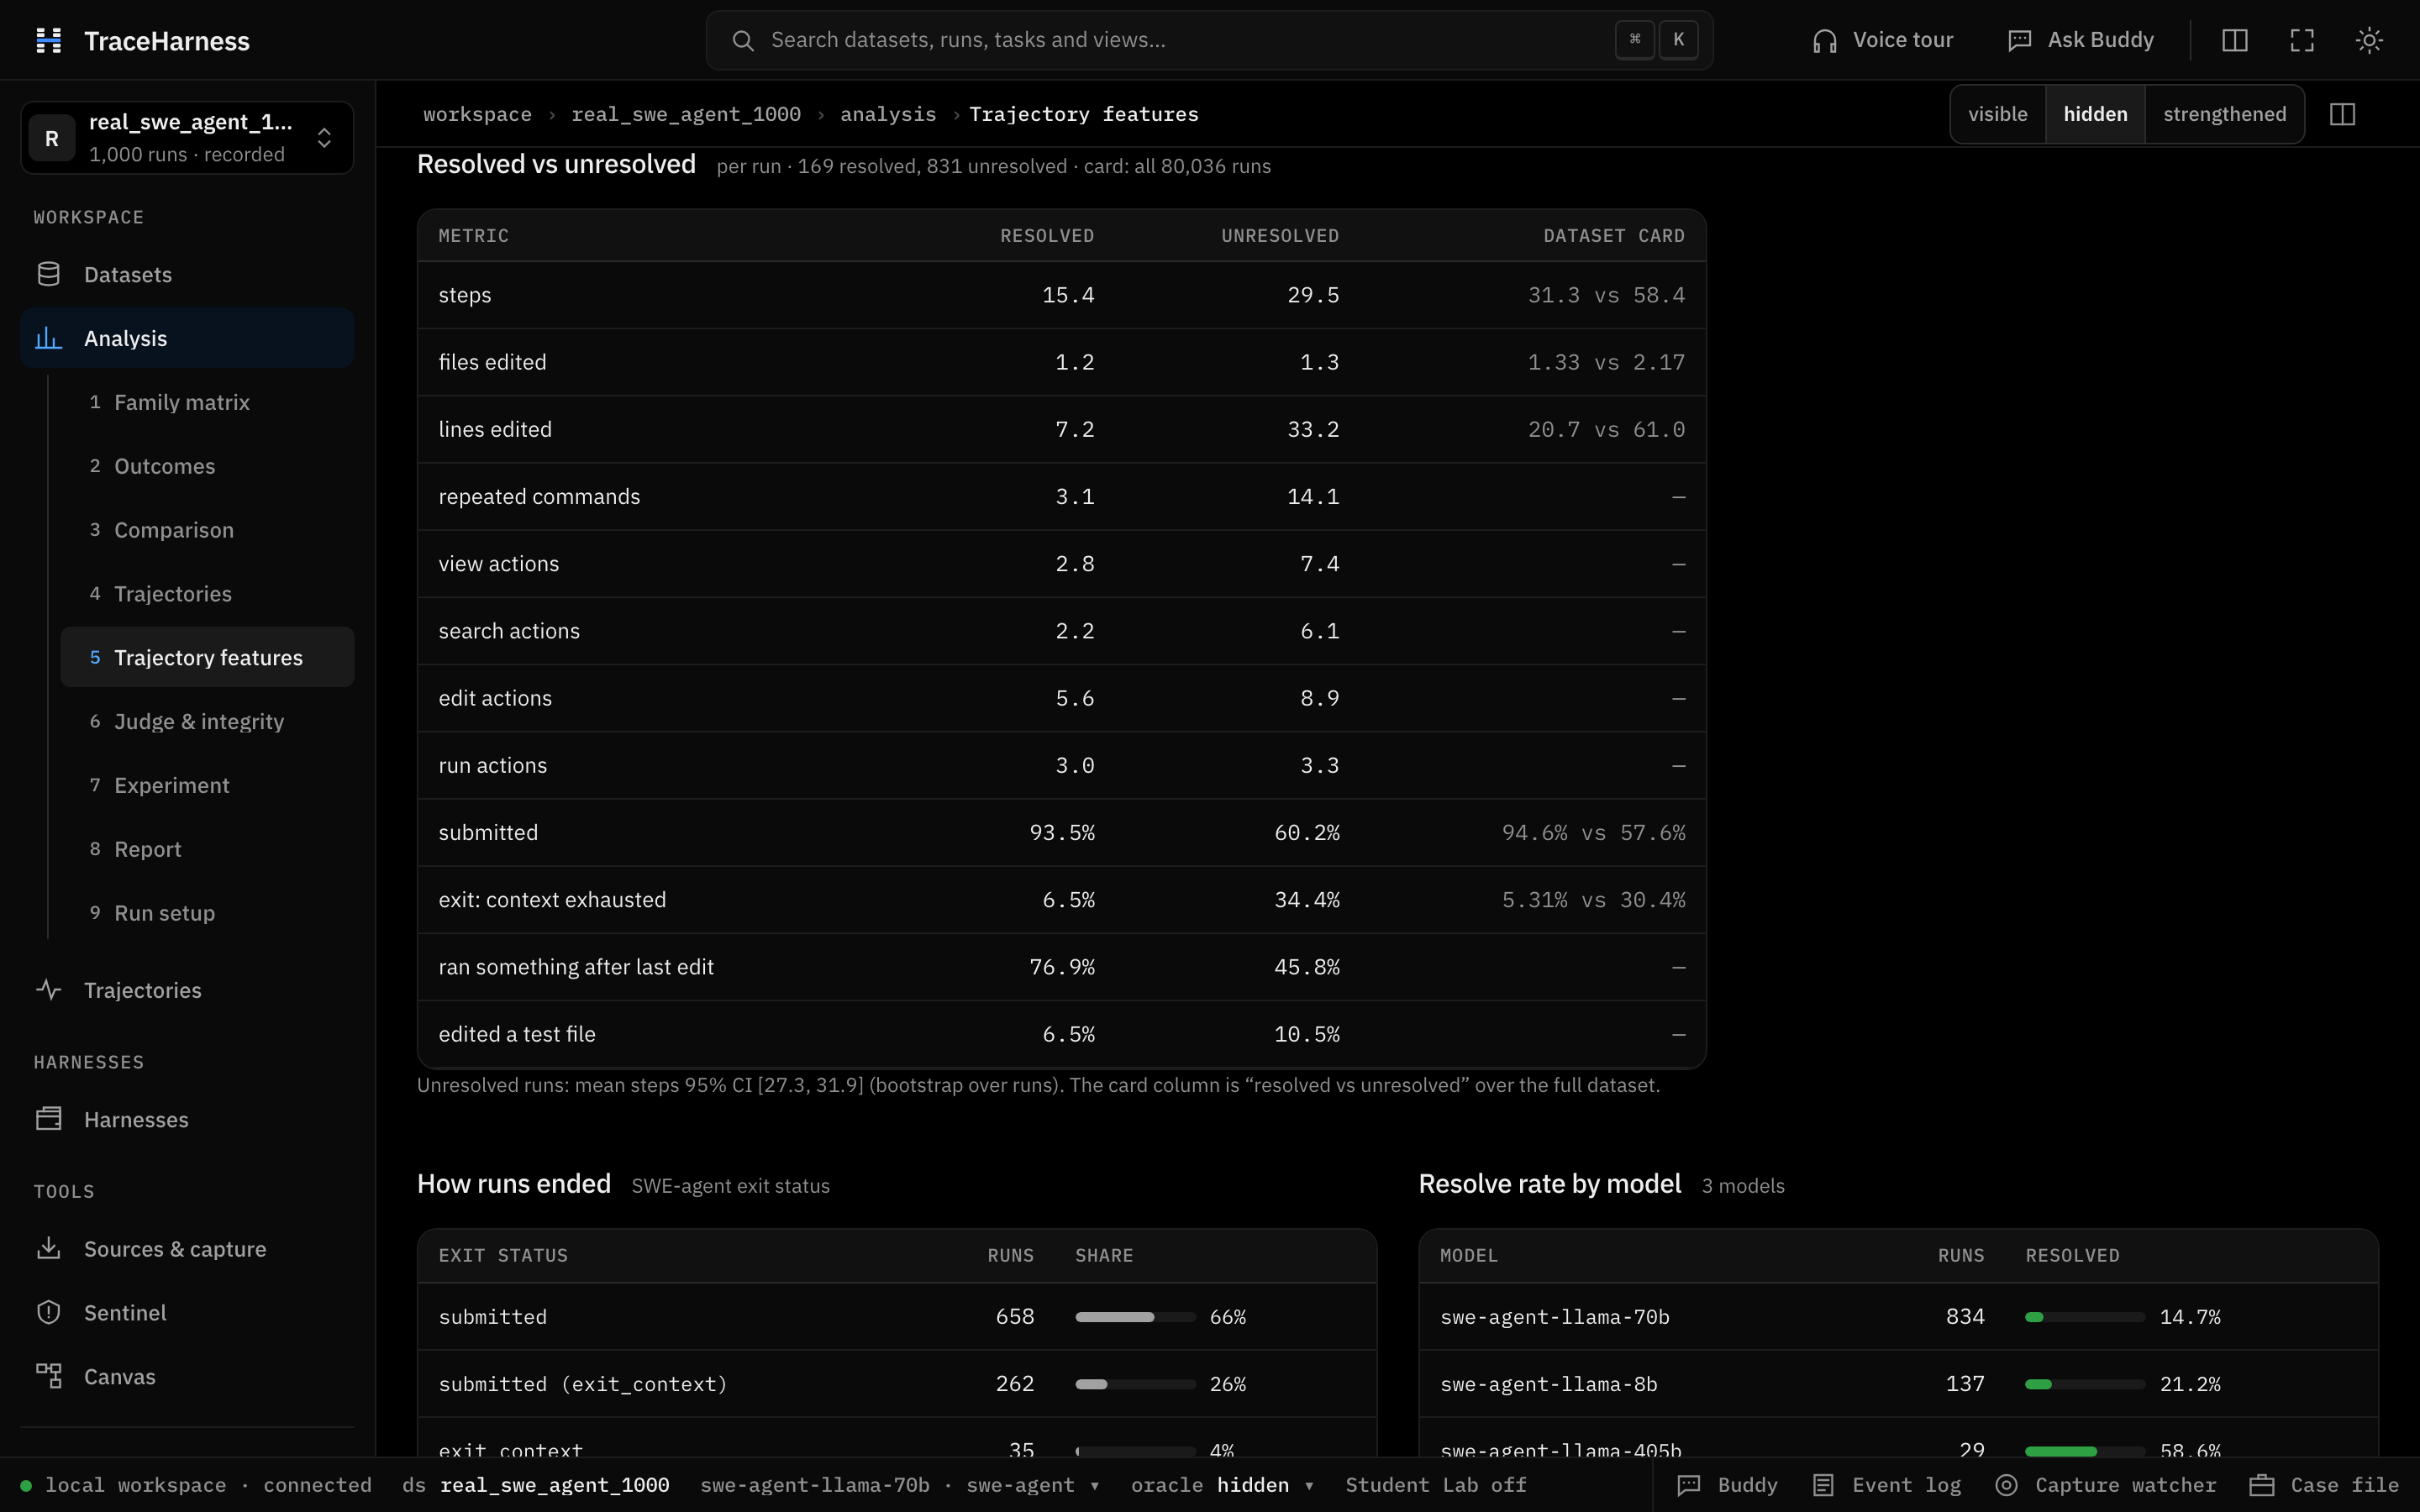 TraceHarness
Search datasets, runs, tasks and views...
⌘ K
Voice tour
Ask Buddy
R
real_swe_agent_1...
1,000 runs · recorded
workspace › real_swe_agent_1000 › analysis › Trajectory features
visible hidden strengthened
WORKSPACE
Datasets
Analysis
1 Family matrix
2 Outcomes
3 Comparison
4 Trajectories
5 Trajectory features
6 Judge & integrity
7 Experiment
8 Report
9 Run setup
Trajectories
HARNESSES
Harnesses
TOOLS
Sources & capture
Sentinel
Canvas
Resolved vs unresolved per run · 169 resolved, 831 unresolved · card: all 80,036 runs
METRIC RESOLVED UNRESOLVED DATASET CARD
steps 15.4 29.5 31.3 vs 58.4
files edited 1.2 1.3 1.33 vs 2.17
lines edited 7.2 33.2 20.7 vs 61.0
repeated commands 3.1 14.1 —
view actions 2.8 7.4 —
search actions 2.2 6.1 —
edit actions 5.6 8.9 —
run actions 3.0 3.3 —
submitted 93.5% 60.2% 94.6% vs 57.6%
exit: context exhausted 6.5% 34.4% 5.31% vs 30.4%
ran something after last edit 76.9% 45.8% —
edited a test file 6.5% 10.5% —
Unresolved runs: mean steps 95% CI [27.3, 31.9] (bootstrap over runs). The card column is “resolved vs unresolved” over the full dataset.
How runs ended SWE-agent exit status
EXIT STATUS RUNS SHARE
submitted 658 66%
submitted (exit_context) 262 26%
exit_context 35 4%
Resolve rate by model 3 models
MODEL RUNS RESOLVED
swe-agent-llama-70b 834 14.7%
swe-agent-llama-8b 137 21.2%
swe-agent-llama-405b 29 58.6%
local workspace · connected ds real_swe_agent_1000 swe-agent-llama-70b · swe-agent ▾ oracle hidden ▾ Student Lab off
Buddy Event log Capture watcher Case file